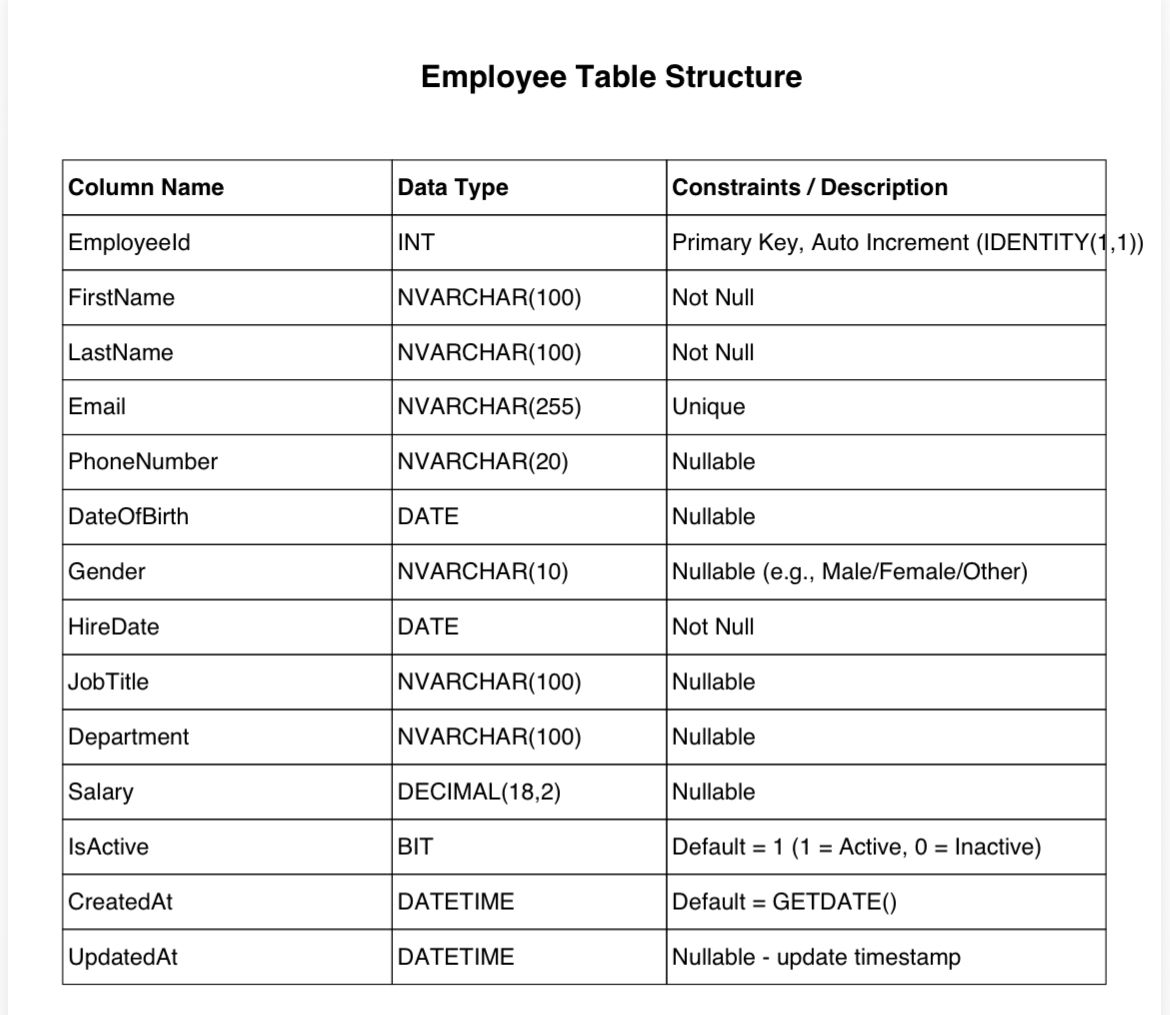 Employee Table Structure
Column Name Data Type Constraints / Description
EmployeeId INT Primary Key, Auto Increment (IDENTITY(1,1))
FirstName NVARCHAR(100) Not Null
LastName NVARCHAR(100) Not Null
Email NVARCHAR(255) Unique
PhoneNumber NVARCHAR(20) Nullable
DateOfBirth DATE Nullable
Gender NVARCHAR(10) Nullable (e.g., Male/Female/Other)
HireDate DATE Not Null
JobTitle NVARCHAR(100) Nullable
Department NVARCHAR(100) Nullable
Salary DECIMAL(18,2) Nullable
IsActive BIT Default = 1 (1 = Active, 0 = Inactive)
CreatedAt DATETIME Default = GETDATE()
UpdatedAt DATETIME Nullable - update timestamp